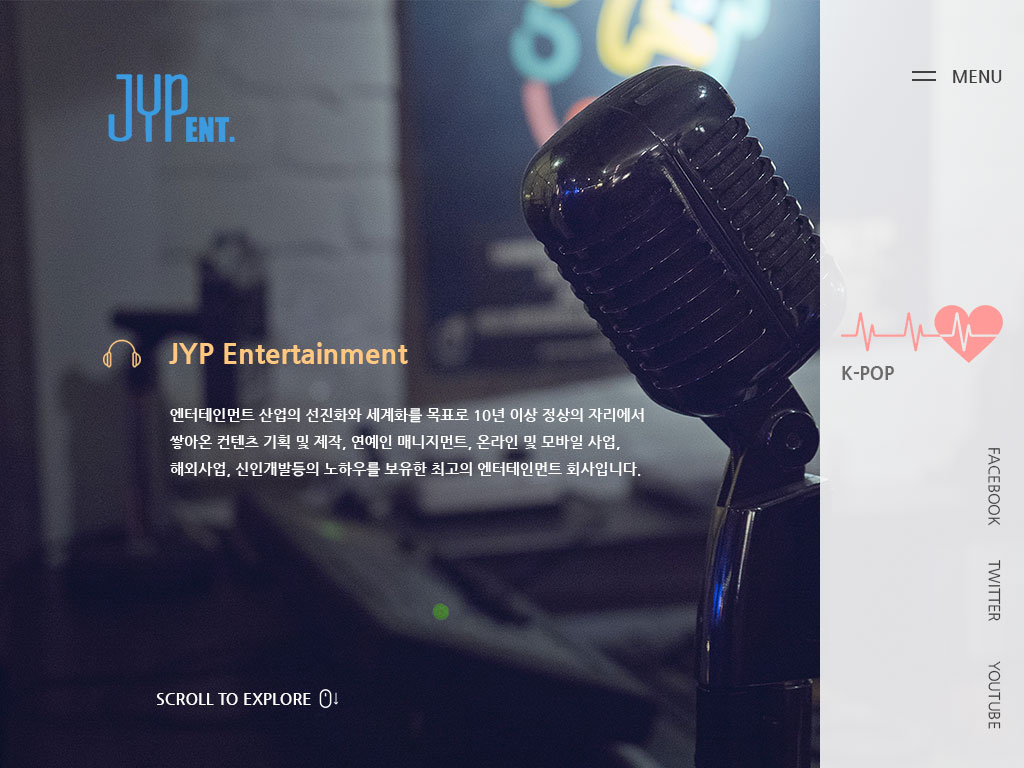 JYP ENT.
MENU
JYP Entertainment
엔터테인먼트 산업의 선진화와 세계화를 목표로 10년 이상 정상의 자리에서
쌓아온 컨텐츠 기획 및 제작, 연예인 매니지먼트, 온라인 및 모바일 사업,
해외사업, 신인개발등의 노하우를 보유한 최고의 엔터테인먼트 회사입니다.
K-POP
FACEBOOK
TWITTER
YOUTUBE
SCROLL TO EXPLORE